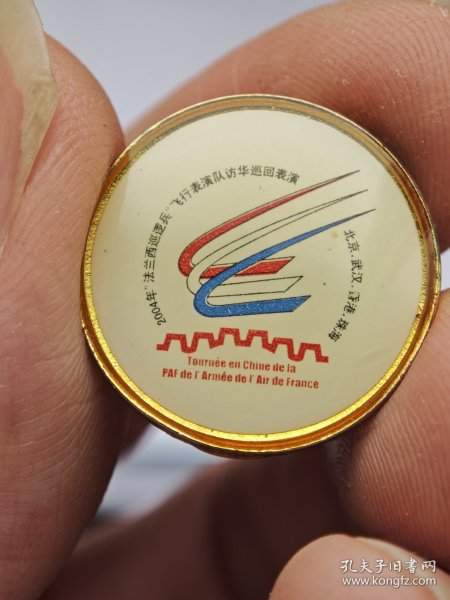 2004年"法兰西巡逻兵"飞行表演队访华巡回表演
北京.武汉.香港.珠海
Tournée en Chine de la
PAF de l'Armée de l'Air de France
孔夫子旧书网
www.kongfz.com